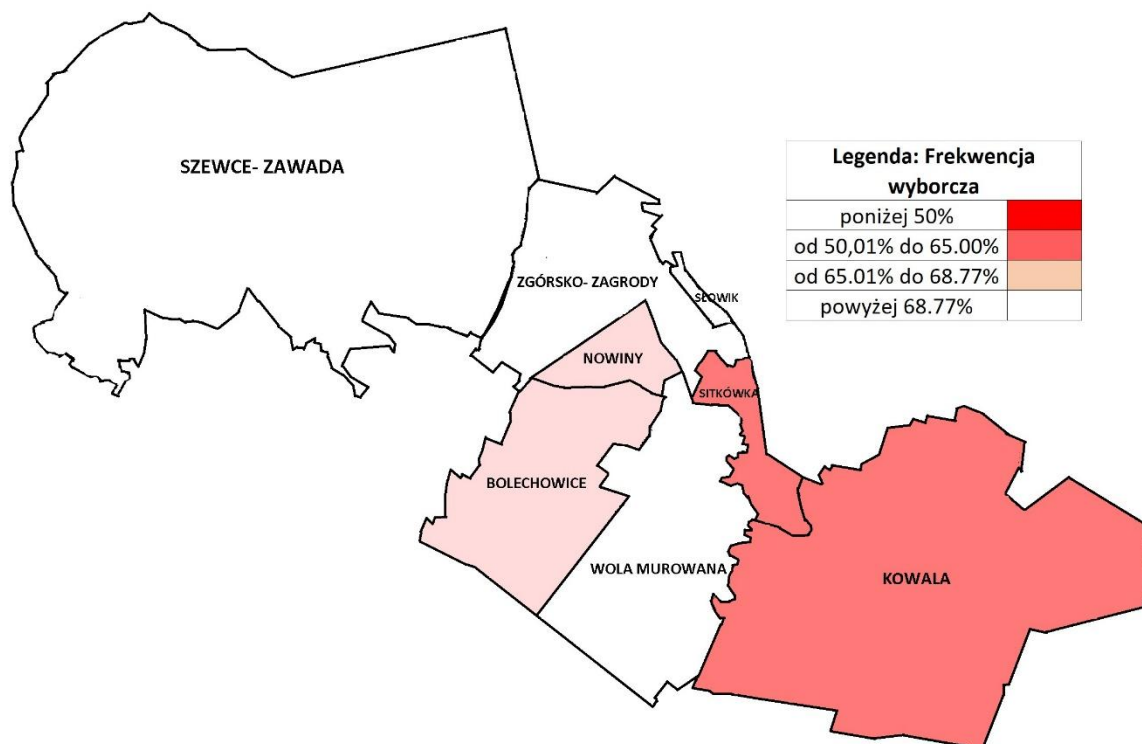 SZEWCE- ZAWADA
Legenda: Frekwencja
wyborcza
poniżej 50%
od 50,01% do 65.00%
od 65.01% do 68.77%
powyżej 68.77%
ZGÓRSKO- ZAGRODY
SŁOWIK
NOWINY
SITKÓWKA
BOLECHOWICE
WOLA MUROWANA
KOWALA